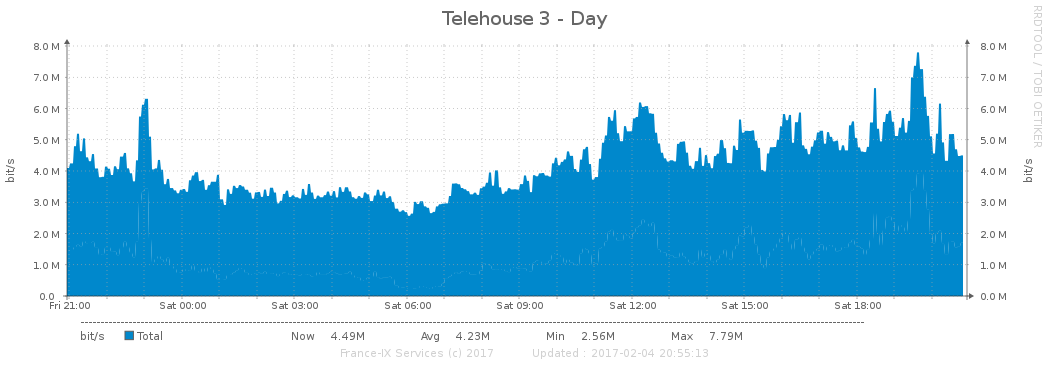 Telehouse 3 - Day
RRDTOOL / TOBI OETIKER
8.0 M 8.0 M
7.0 M 7.0 M
6.0 M 6.0 M
5.0 M 5.0 M
4.0 M 4.0 M
3.0 M 3.0 M
2.0 M 2.0 M
1.0 M 1.0 M
0.0 0.0 M
bit/s
bit/s
Fri 21:00 Sat 00:00 Sat 03:00 Sat 06:00 Sat 09:00 Sat 12:00 Sat 15:00 Sat 18:00
bit/s Total Now 4.49M Avg 4.23M Min 2.56M Max 7.79M
France-IX Services (c) 2017 Updated : 2017-02-04 20:55:13